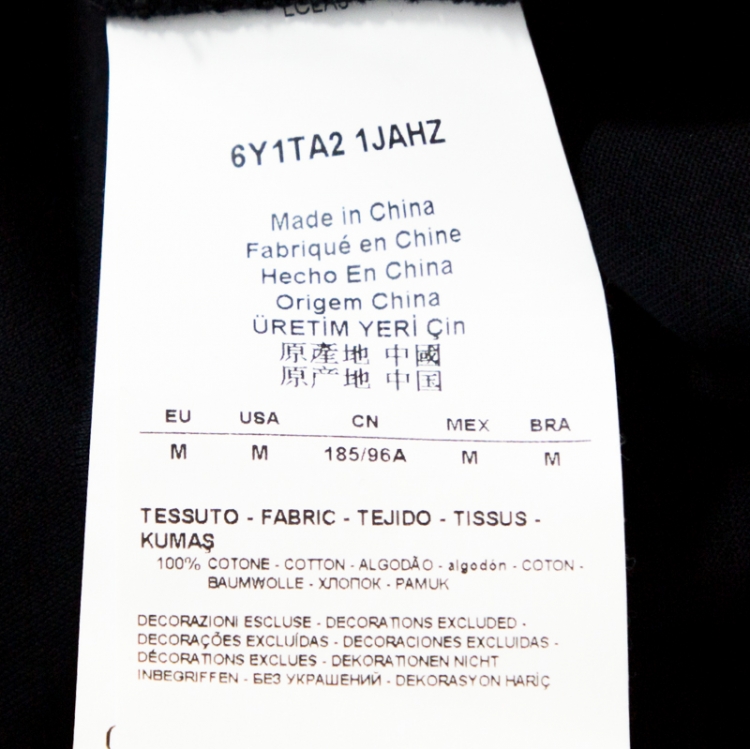 6Y1TA2 1JAHZ
Made in China
Fabriqué en Chine
Hecho En China
Origem China
ÜRETİM YERİ Çin
原產地 中國
原产地 中国
EU USA CN MEX BRA
M M 185/96A M M
TESSUTO - FABRIC - TEJIDO - TISSUS -
KUMAŞ
100% COTONE - COTTON - ALGODÃO - algodón - COTON -
BAUMWOLLE - ХЛОПОК - PAMUK
DECORAZIONI ESCLUSE - DECORATIONS EXCLUDED -
DECORAÇÕES EXCLUÍDAS - DECORACIONES EXCLUIDAS -
DÉCORATIONS EXCLUES - DEKORATIONEN NICHT
INBEGRIFFEN - БЕЗ УКРАШЕНИЙ - DEKORASYON HARİÇ